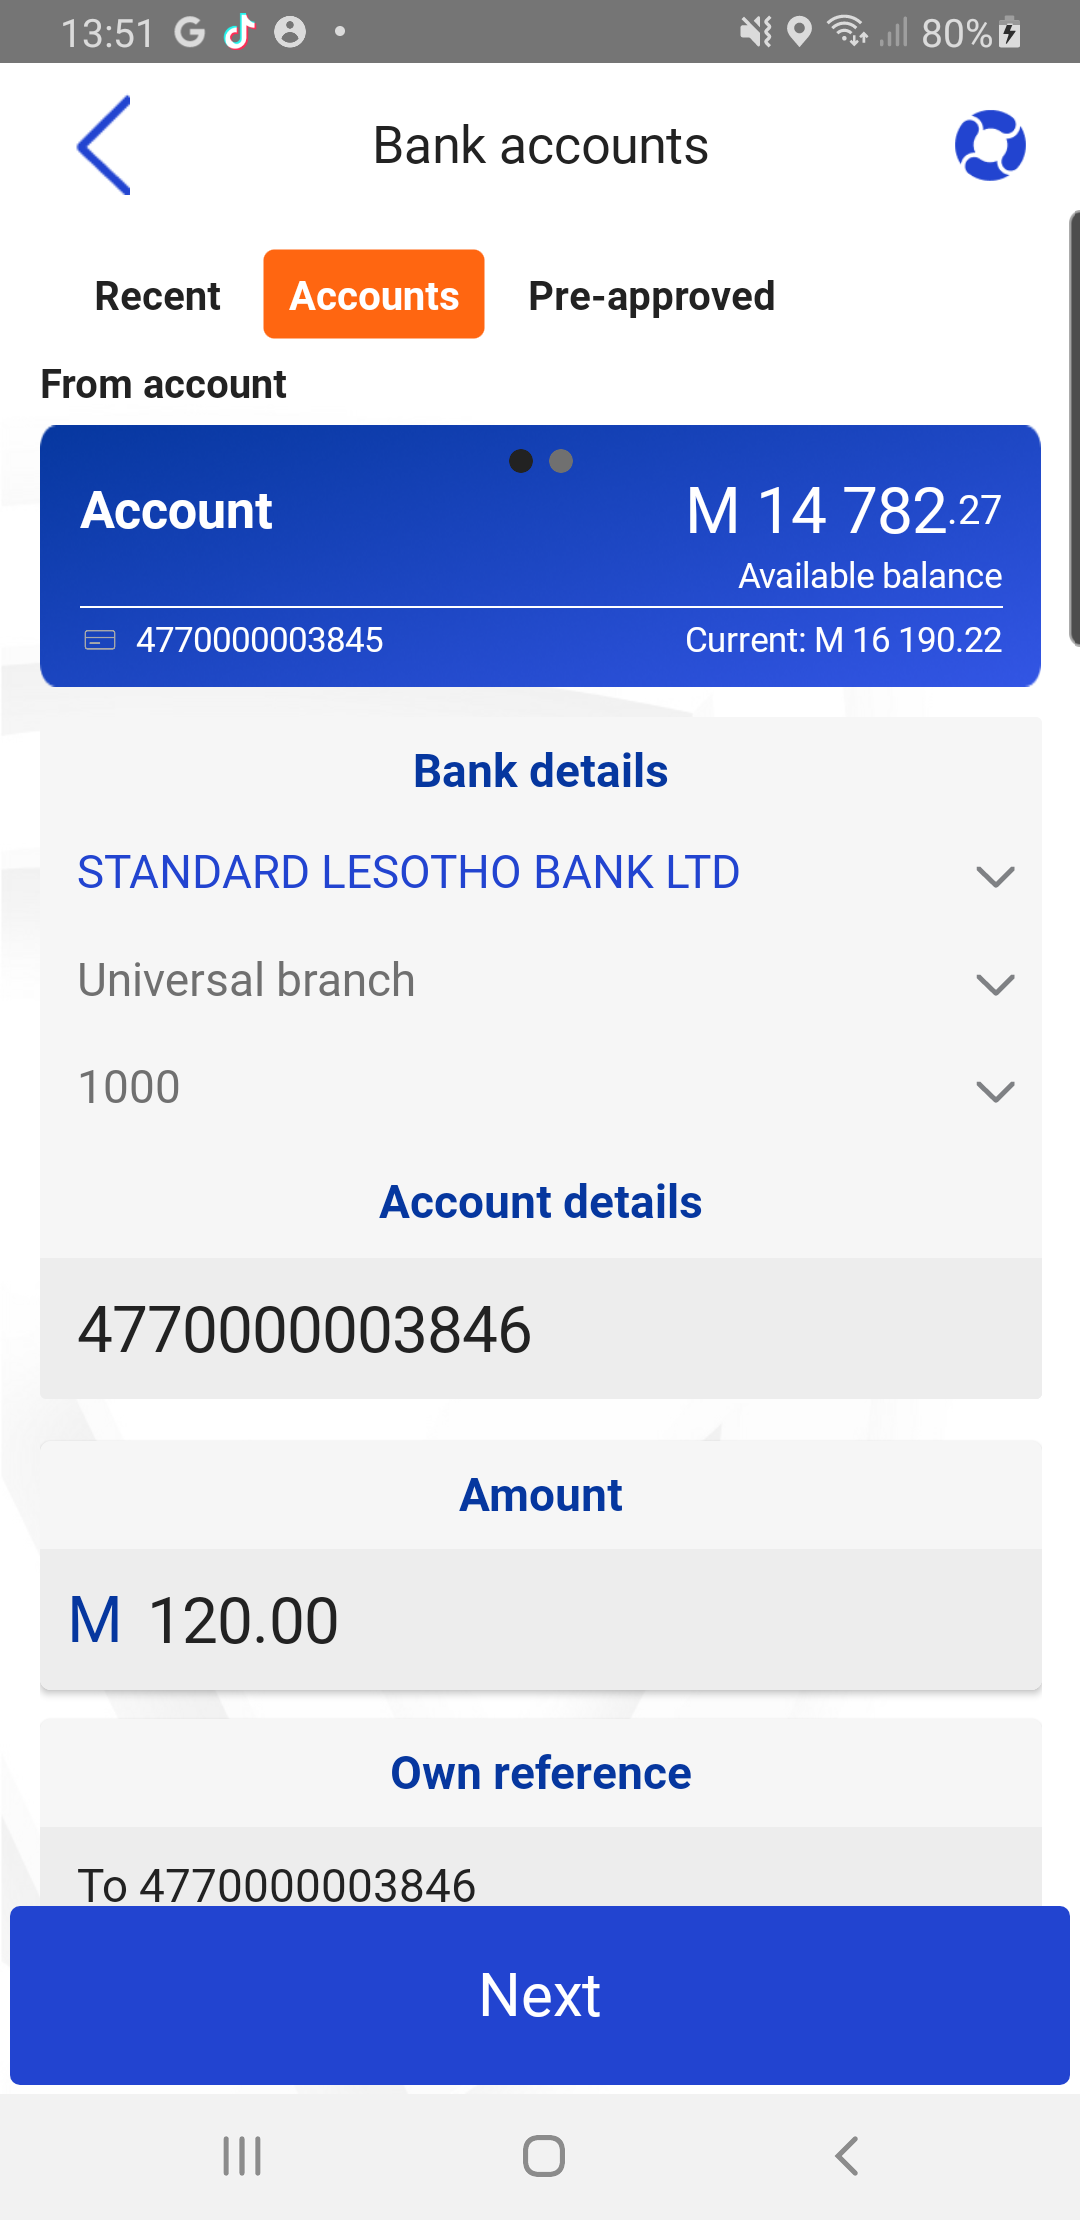 13:51 G 80%
Bank accounts
Recent Accounts Pre-approved
From account
Account M 14 782.27
Available balance
4770000003845 Current: M 16 190.22
Bank details
STANDARD LESOTHO BANK LTD
Universal branch
1000
Account details
4770000003846
Amount
M 120.00
Own reference
To 4770000003846
Next